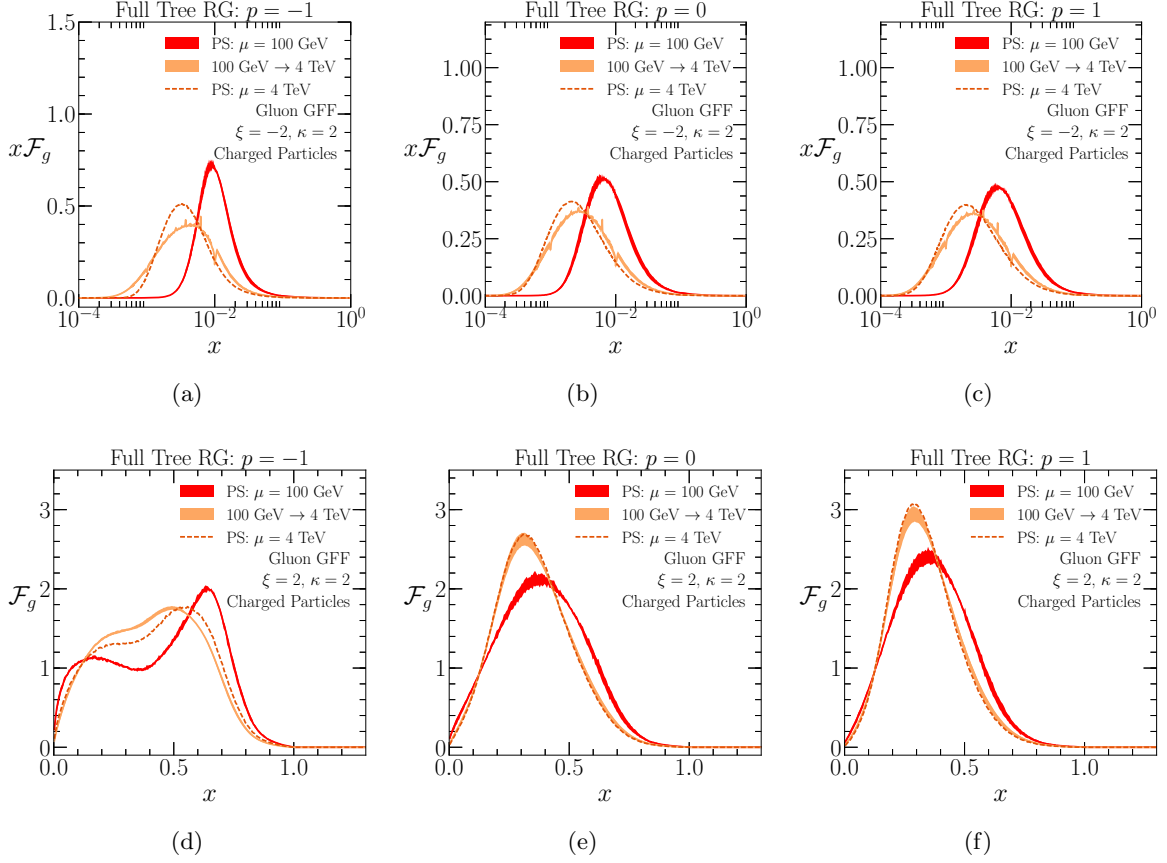 Full Tree RG: p = −1
PS: μ = 100 GeV
100 GeV → 4 TeV
PS: μ = 4 TeV
Gluon GFF
ξ = −2, κ = 2
Charged Particles
xF_g
1.5
1.0
0.5
0.0
10^−4
10^−2
10^0
x
(a)
Full Tree RG: p = 0
PS: μ = 100 GeV
100 GeV → 4 TeV
PS: μ = 4 TeV
Gluon GFF
ξ = −2, κ = 2
Charged Particles
xF_g
1.00
0.75
0.50
0.25
0.00
10^−4
10^−2
10^0
x
(b)
Full Tree RG: p = 1
PS: μ = 100 GeV
100 GeV → 4 TeV
PS: μ = 4 TeV
Gluon GFF
ξ = −2, κ = 2
Charged Particles
xF_g
1.00
0.75
0.50
0.25
0.00
10^−4
10^−2
10^0
x
(c)
Full Tree RG: p = −1
PS: μ = 100 GeV
100 GeV → 4 TeV
PS: μ = 4 TeV
Gluon GFF
ξ = 2, κ = 2
Charged Particles
F_g
3
2
1
0
0.0
0.5
1.0
x
(d)
Full Tree RG: p = 0
PS: μ = 100 GeV
100 GeV → 4 TeV
PS: μ = 4 TeV
Gluon GFF
ξ = 2, κ = 2
Charged Particles
F_g
3
2
1
0
0.0
0.5
1.0
x
(e)
Full Tree RG: p = 1
PS: μ = 100 GeV
100 GeV → 4 TeV
PS: μ = 4 TeV
Gluon GFF
ξ = 2, κ = 2
Charged Particles
F_g
3
2
1
0
0.0
0.5
1.0
x
(f)